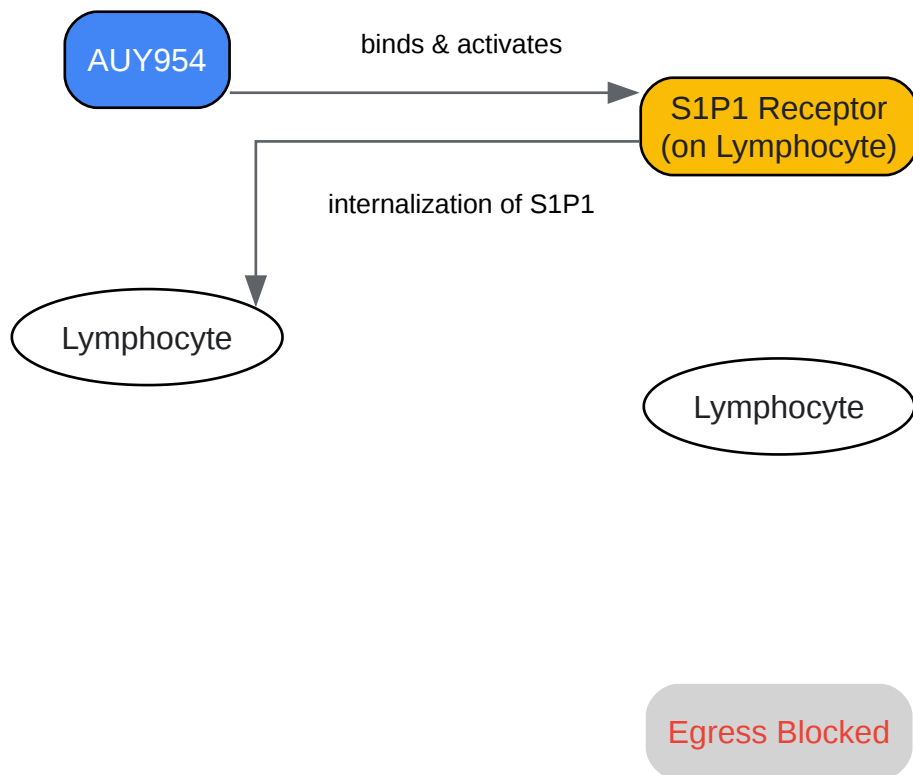 AUY954
binds & activates
S1P1 Receptor
(on Lymphocyte)
internalization of S1P1
Lymphocyte
Lymphocyte
Egress Blocked